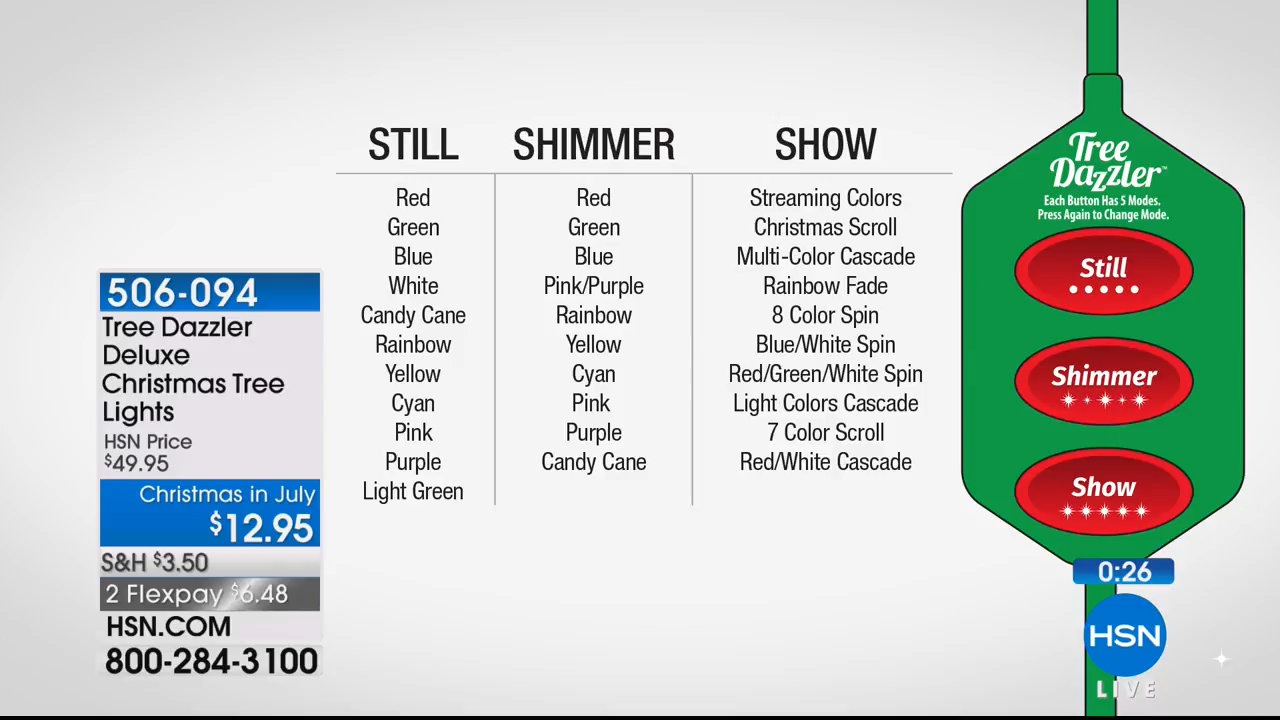 STILL SHIMMER SHOW
Red Red Streaming Colors
Green Green Christmas Scroll
Blue Blue Multi-Color Cascade
White Pink/Purple Rainbow Fade
Candy Cane Rainbow 8 Color Spin
Rainbow Yellow Blue/White Spin
Yellow Cyan Red/Green/White Spin
Cyan Pink Light Colors Cascade
Pink Purple 7 Color Scroll
Purple Candy Cane Red/White Cascade
Light Green
506-094
Tree Dazzler
Deluxe
Christmas Tree
Lights
HSN Price
$49.95
Christmas in July
$12.95
S&H $3.50
2 Flexpay $6.48
HSN.COM
800-284-3100
Tree
Dazzler™
Each Button Has 5 Modes.
Press Again to Change Mode.
Still
Shimmer
Show
0:26
HSN
LIVE